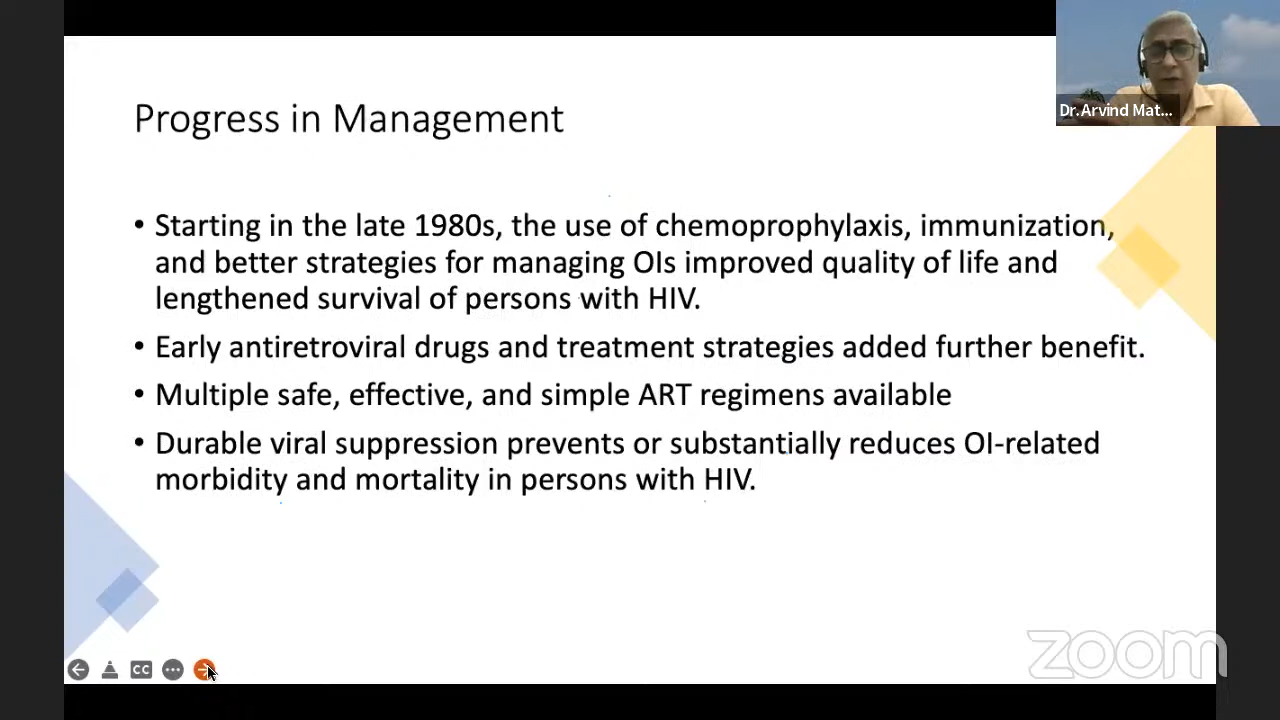 Dr.Arvind Mat...
Progress in Management
• Starting in the late 1980s, the use of chemoprophylaxis, immunization,
and better strategies for managing OIs improved quality of life and
lengthened survival of persons with HIV.
• Early antiretroviral drugs and treatment strategies added further benefit.
• Multiple safe, effective, and simple ART regimens available
• Durable viral suppression prevents or substantially reduces OI-related
morbidity and mortality in persons with HIV.
CC
zoom